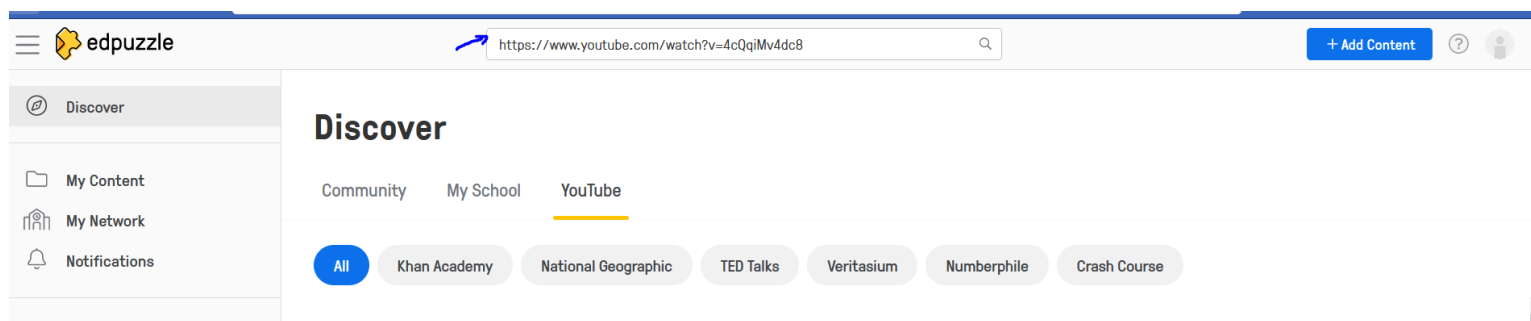 edpuzzle
https://www.youtube.com/watch?v=4cQqiMv4dc8
+ Add Content
?
Discover
My Content
My Network
Notifications
Discover
Community My School YouTube
All Khan Academy National Geographic TED Talks Veritasium Numberphile Crash Course